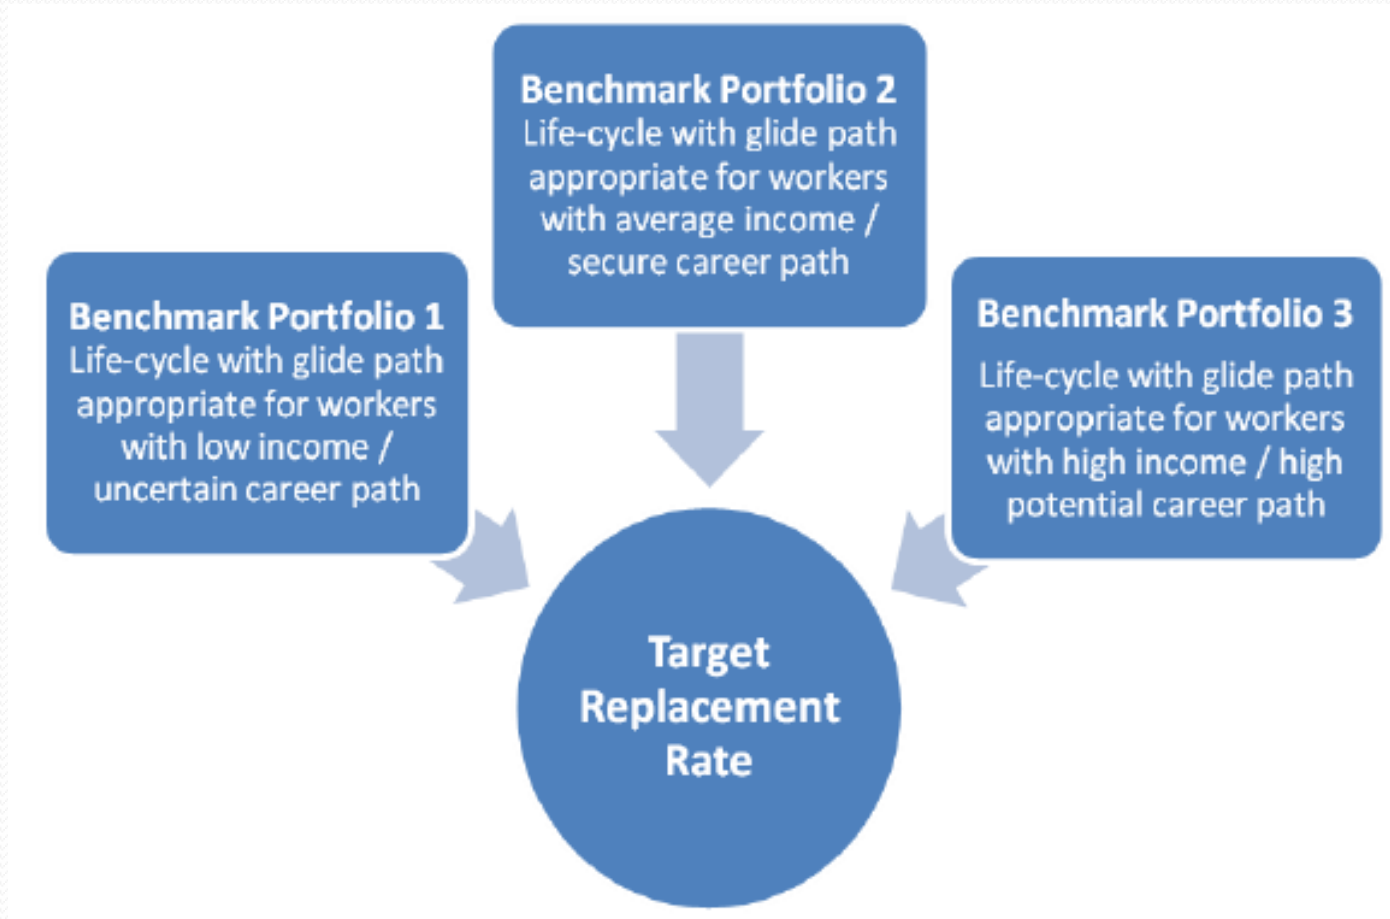 Benchmark Portfolio 2
Life-cycle with glide path
appropriate for workers
with average income /
secure career path
Benchmark Portfolio 1
Life-cycle with glide path
appropriate for workers
with low income /
uncertain career path
Benchmark Portfolio 3
Life-cycle with glide path
appropriate for workers
with high income / high
potential career path
Target
Replacement
Rate